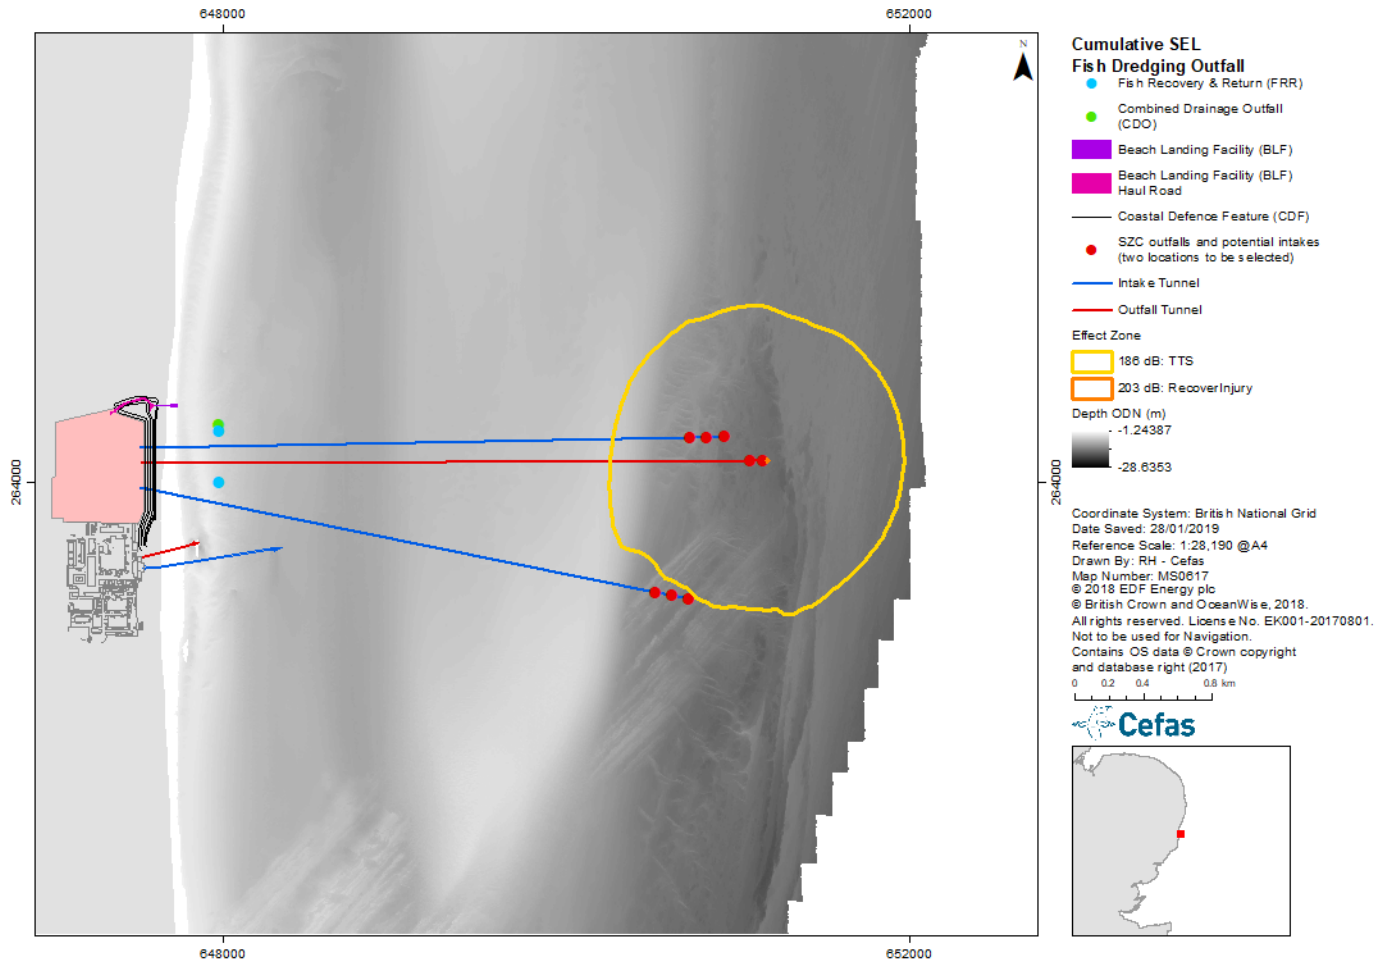 648000
652000
264000
264000
648000
652000
N
Cumulative SEL
Fish Dredging Outfall
Fish Recovery & Return (FRR)
Combined Drainage Outfall
(CDO)
Beach Landing Facility (BLF)
Beach Landing Facility (BLF)
Haul Road
Coastal Defence Feature (CDF)
SZC outfalls and potential intakes
(two locations to be selected)
Intake Tunnel
Outfall Tunnel
Effect Zone
186 dB: TTS
203 dB: RecoverInjury
Depth ODN (m)
-1.24387
-28.6353
Coordinate System: British National Grid
Date Saved: 28/01/2019
Reference Scale: 1:28,190 @A4
Drawn By: RH - Cefas
Map Number: MS0617
© 2018 EDF Energy plc
© British Crown and OceanWise, 2018.
All rights reserved. License No. EK001-20170801.
Not to be used for Navigation.
Contains OS data © Crown copyright
and database right (2017)
0 0.2 0.4 0.8 km
Cefas